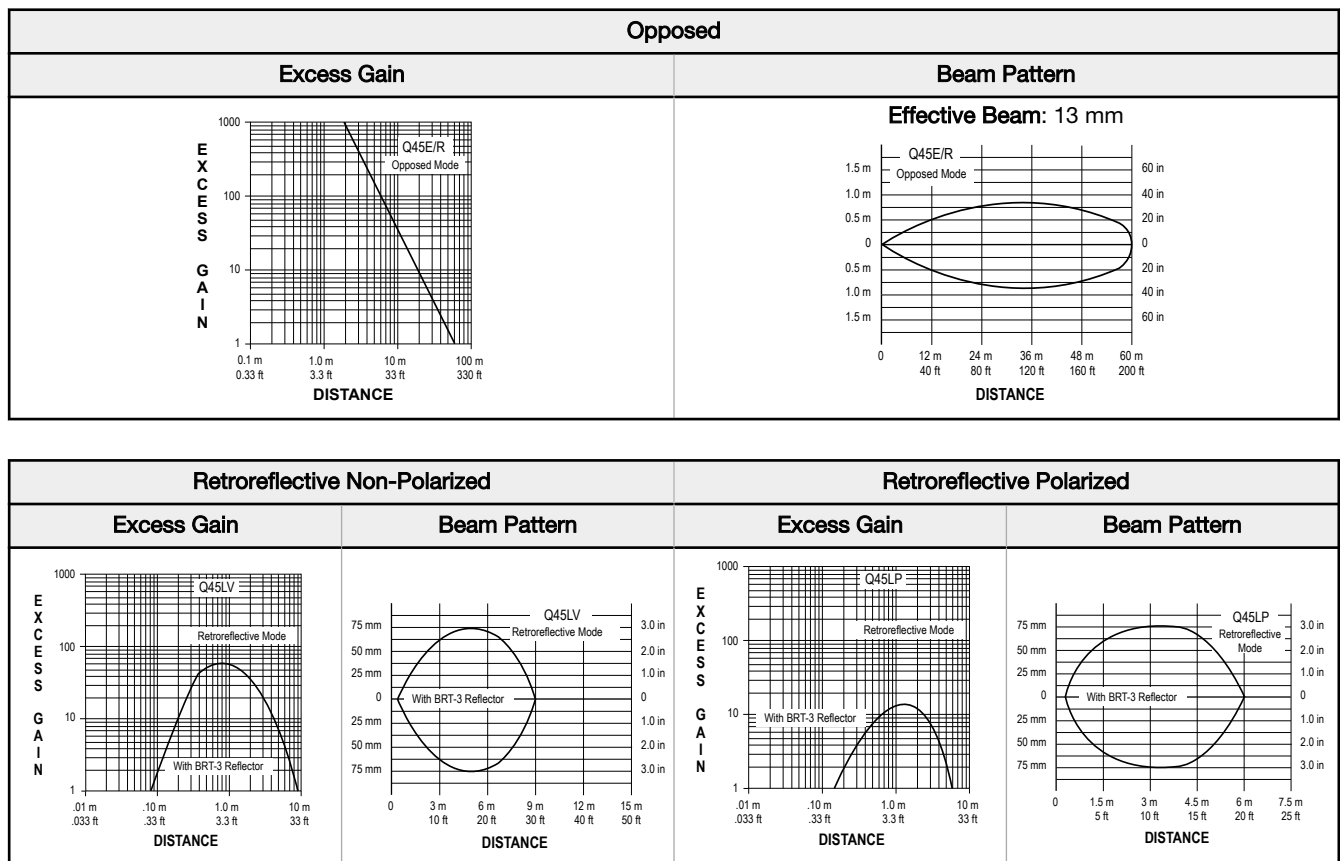 Opposed
Excess Gain
Beam Pattern
EXCESS GAIN
1000
100
10
1
Q45E/R
Opposed Mode
0.1 m 1.0 m 10 m 100 m
0.33 ft 3.3 ft 33 ft 330 ft
DISTANCE
Effective Beam: 13 mm
Q45E/R
Opposed Mode
1.5 m
1.0 m
0.5 m
0
0.5 m
1.0 m
1.5 m
60 in
40 in
20 in
0
20 in
40 in
60 in
0 12 m 24 m 36 m 48 m 60 m
40 ft 80 ft 120 ft 160 ft 200 ft
DISTANCE
Retroreflective Non-Polarized
Retroreflective Polarized
Excess Gain
Beam Pattern
Excess Gain
Beam Pattern
EXCESS GAIN
1000
100
10
1
Q45LV
Retroreflective Mode
With BRT-3 Reflector
.01 m .10 m 1.0 m 10 m
.033 ft .33 ft 3.3 ft 33 ft
DISTANCE
75 mm
50 mm
25 mm
0
25 mm
50 mm
75 mm
Q45LV
Retroreflective Mode
With BRT-3 Reflector
3.0 in
2.0 in
1.0 in
0
1.0 in
2.0 in
3.0 in
0 3 m 6 m 9 m 12 m 15 m
10 ft 20 ft 30 ft 40 ft 50 ft
DISTANCE
EXCESS GAIN
1000
100
10
1
Q45LP
Retroreflective Mode
With BRT-3 Reflector
.01 m .10 m 1.0 m 10 m
.033 ft .33 ft 3.3 ft 33 ft
DISTANCE
75 mm
50 mm
25 mm
0
25 mm
50 mm
75 mm
Q45LP
Retroreflective
Mode
With BRT-3 Reflector
3.0 in
2.0 in
1.0 in
0
1.0 in
2.0 in
3.0 in
0 1.5 m 3 m 4.5 m 6 m 7.5 m
5 ft 10 ft 15 ft 20 ft 25 ft
DISTANCE